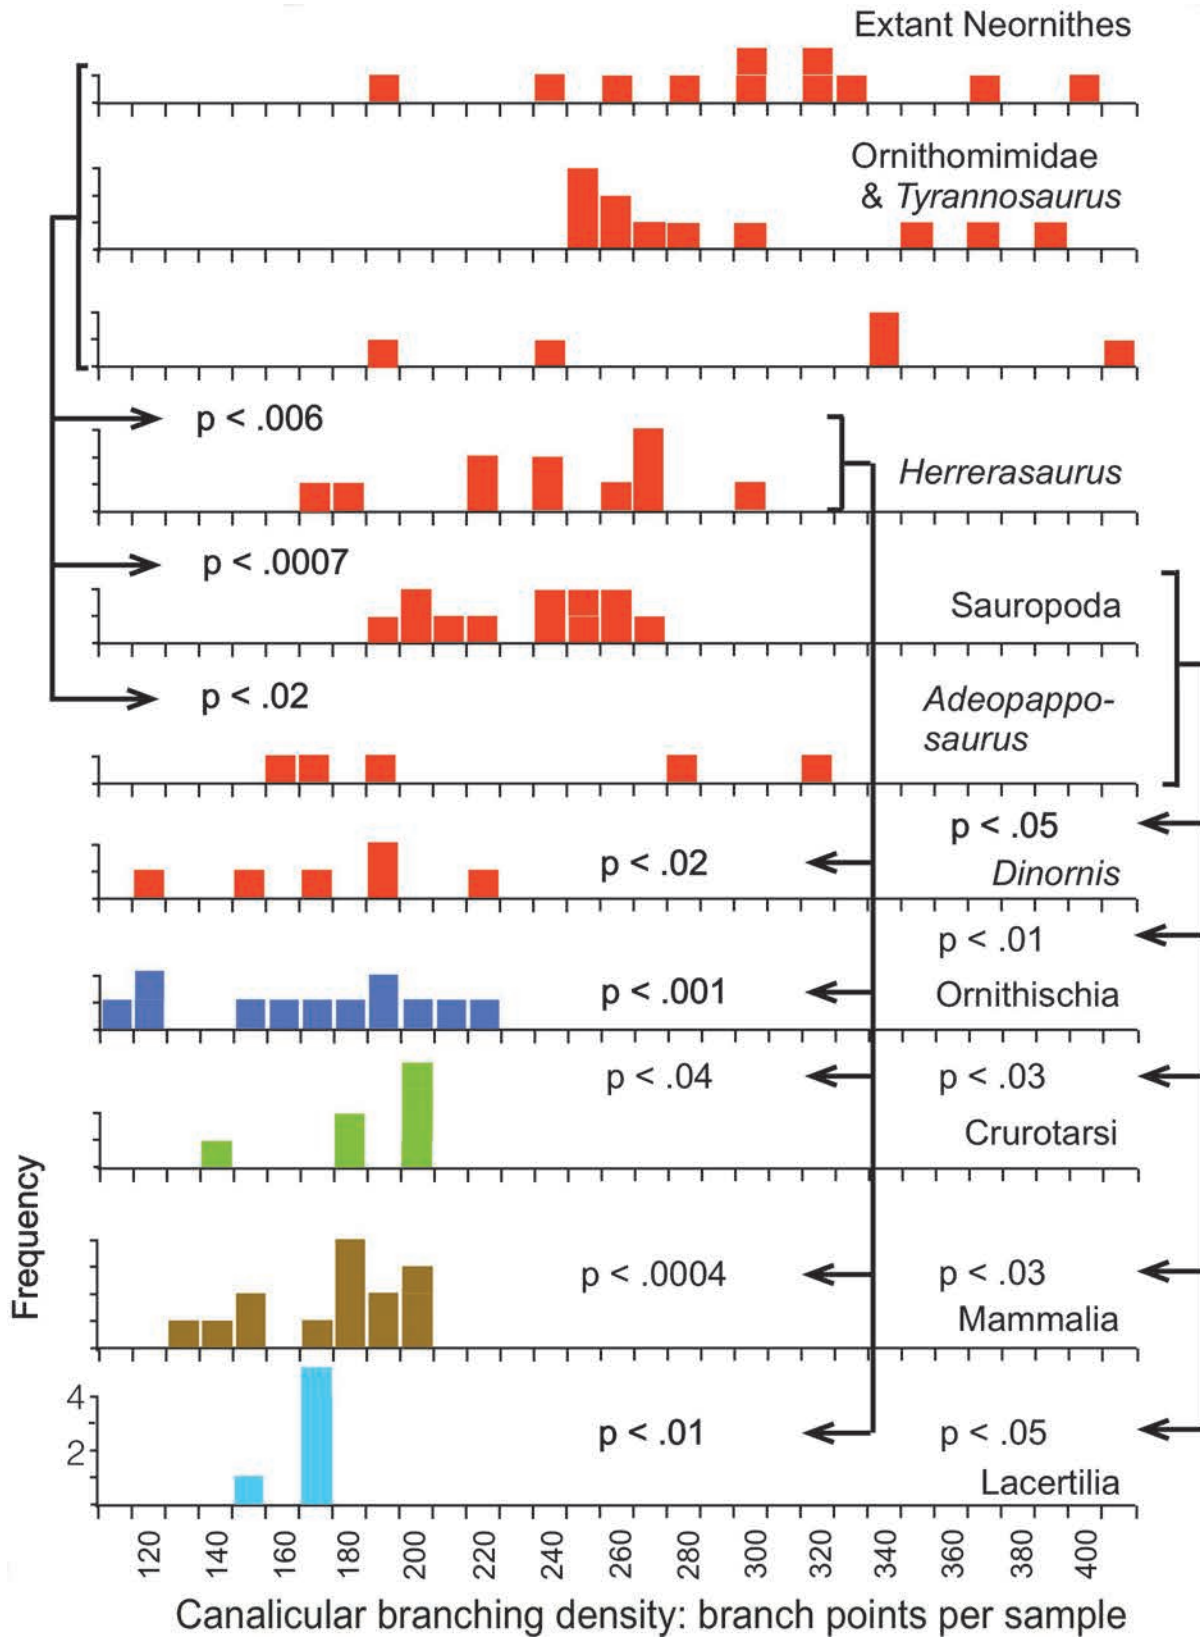 Extant Neornithes
Ornithomimidae
& Tyrannosaurus
p < .006
Herrerasaurus
p < .0007
Sauropoda
p < .02
Adeopappo-
saurus
p < .05
p < .02
Dinornis
p < .01
p < .001
Ornithischia
p < .04
p < .03
Crurotarsi
Frequency
p < .0004
p < .03
Mammalia
4
2
p < .01
p < .05
Lacertilia
120 140 160 180 200 220 240 260 280 300 320 340 360 380 400
Canalicular branching density: branch points per sample